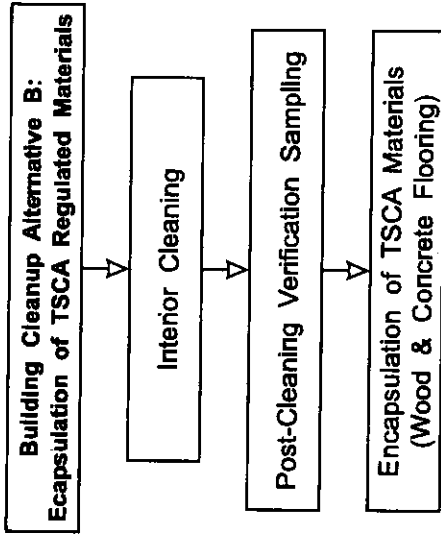 Building Cleanup Alternative B:
Ecapsulation of TSCA Regulated Materials
Interior Cleaning
Post-Cleaning Verification Sampling
Encapsulation of TSCA Materials
(Wood & Concrete Flooring)